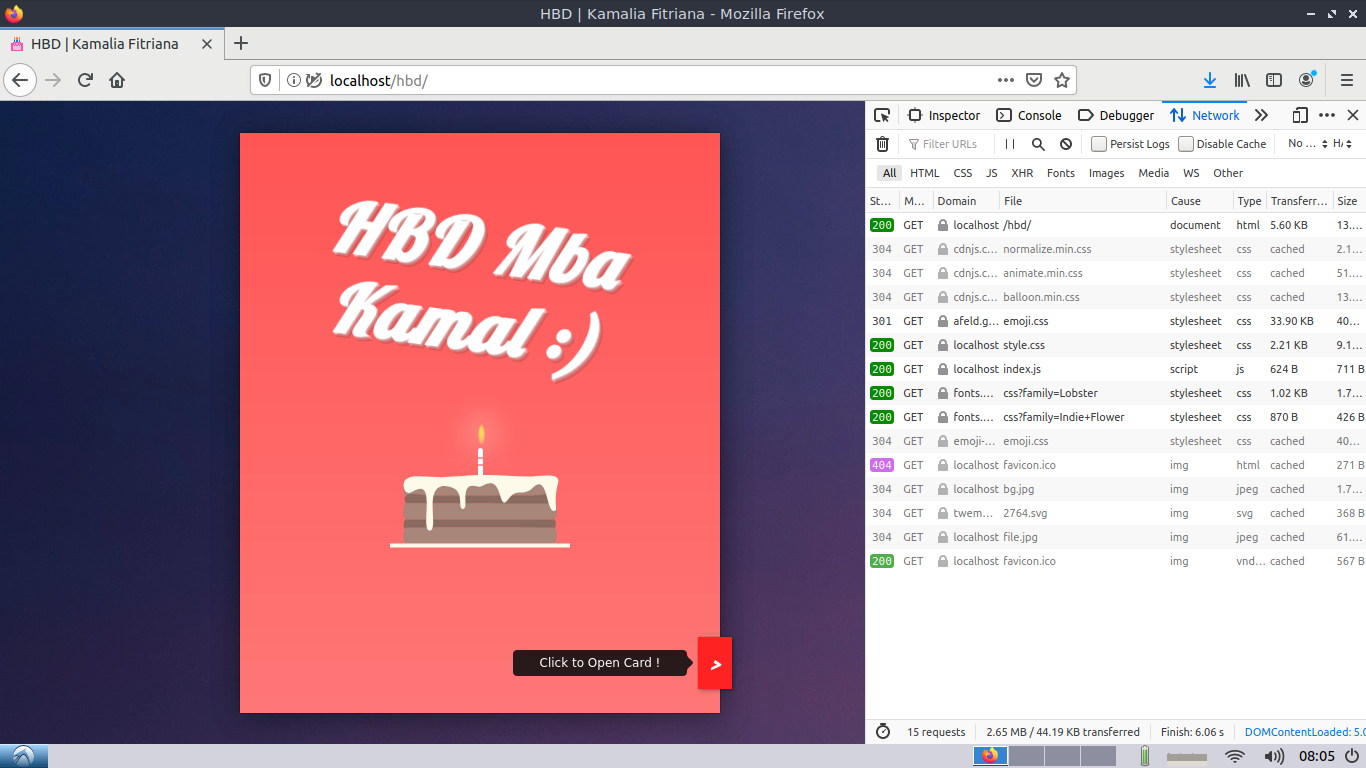 HBD | Kamalia Fitriana - Mozilla Firefox
HBD | Kamalia Fitriana
localhost/hbd/
HBD Mba
Kamal :)
Click to Open Card !
>
Inspector Console Debugger Network
Filter URLs Persist Logs Disable Cache No ...
All HTML CSS JS XHR Fonts Images Media WS Other
St... M... Domain File Cause Type Transferr... Size
200 GET localhost /hbd/ document html 5.60 KB 13....
304 GET cdnjs.c... normalize.min.css stylesheet css cached 2.1...
304 GET cdnjs.c... animate.min.css stylesheet css cached 51....
304 GET cdnjs.c... balloon.min.css stylesheet css cached 13....
301 GET afeld.g... emoji.css stylesheet css 33.90 KB 40...
200 GET localhost style.css stylesheet css 2.21 KB 9.1...
200 GET localhost index.js script js 624 B 711 B
200 GET fonts.... css?family=Lobster stylesheet css 1.02 KB 1.7...
200 GET fonts.... css?family=Indie+Flower stylesheet css 870 B 426 B
304 GET emoji-... emoji.css stylesheet css cached 40...
404 GET localhost favicon.ico img html cached 271 B
304 GET localhost bg.jpg img jpeg cached 1.7...
304 GET twem... 2764.svg img svg cached 368 B
304 GET localhost file.jpg img jpeg cached 61....
200 GET localhost favicon.ico img vnd... cached 567 B
15 requests 2.65 MB / 44.19 KB transferred Finish: 6.06 s DOMContentLoaded: 5.0
08:05